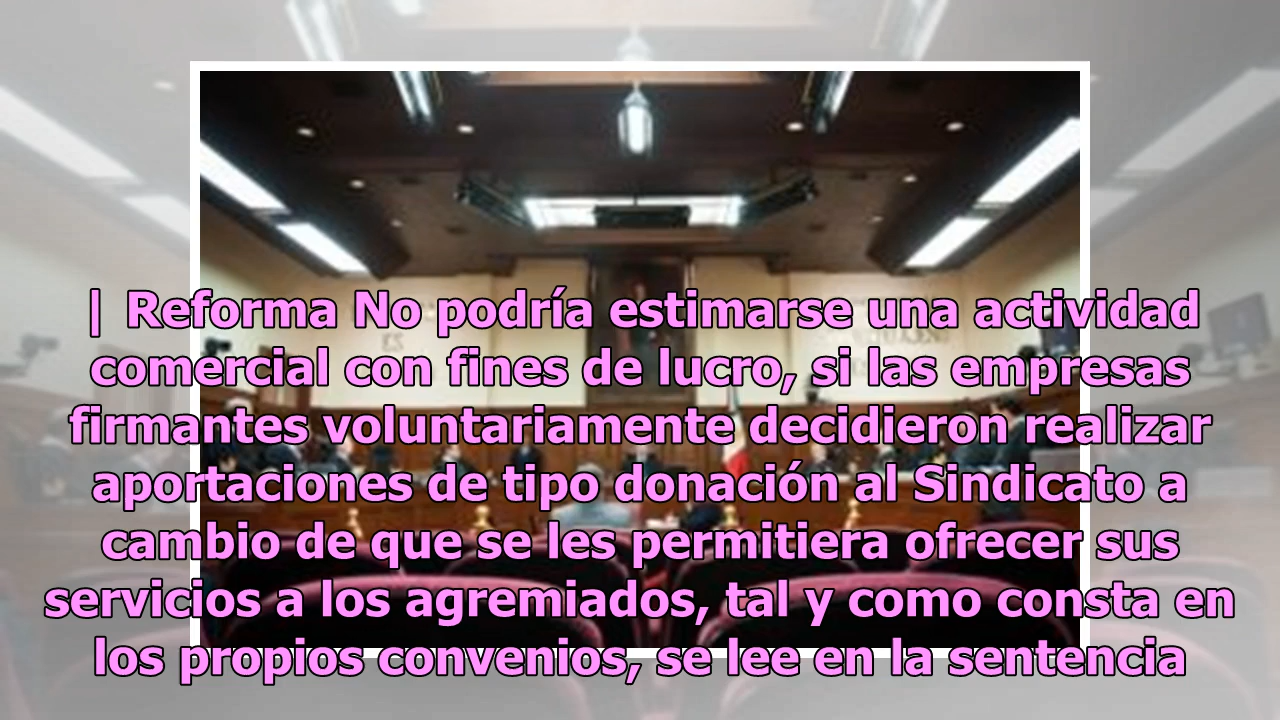 | Reforma No podría estimarse una actividad
comercial con fines de lucro, si las empresas
firmantes voluntariamente decidieron realizar
aportaciones de tipo donación al Sindicato a
cambio de que se les permitiera ofrecer sus
servicios a los agremiados, tal y como consta en
los propios convenios, se lee en la sentencia